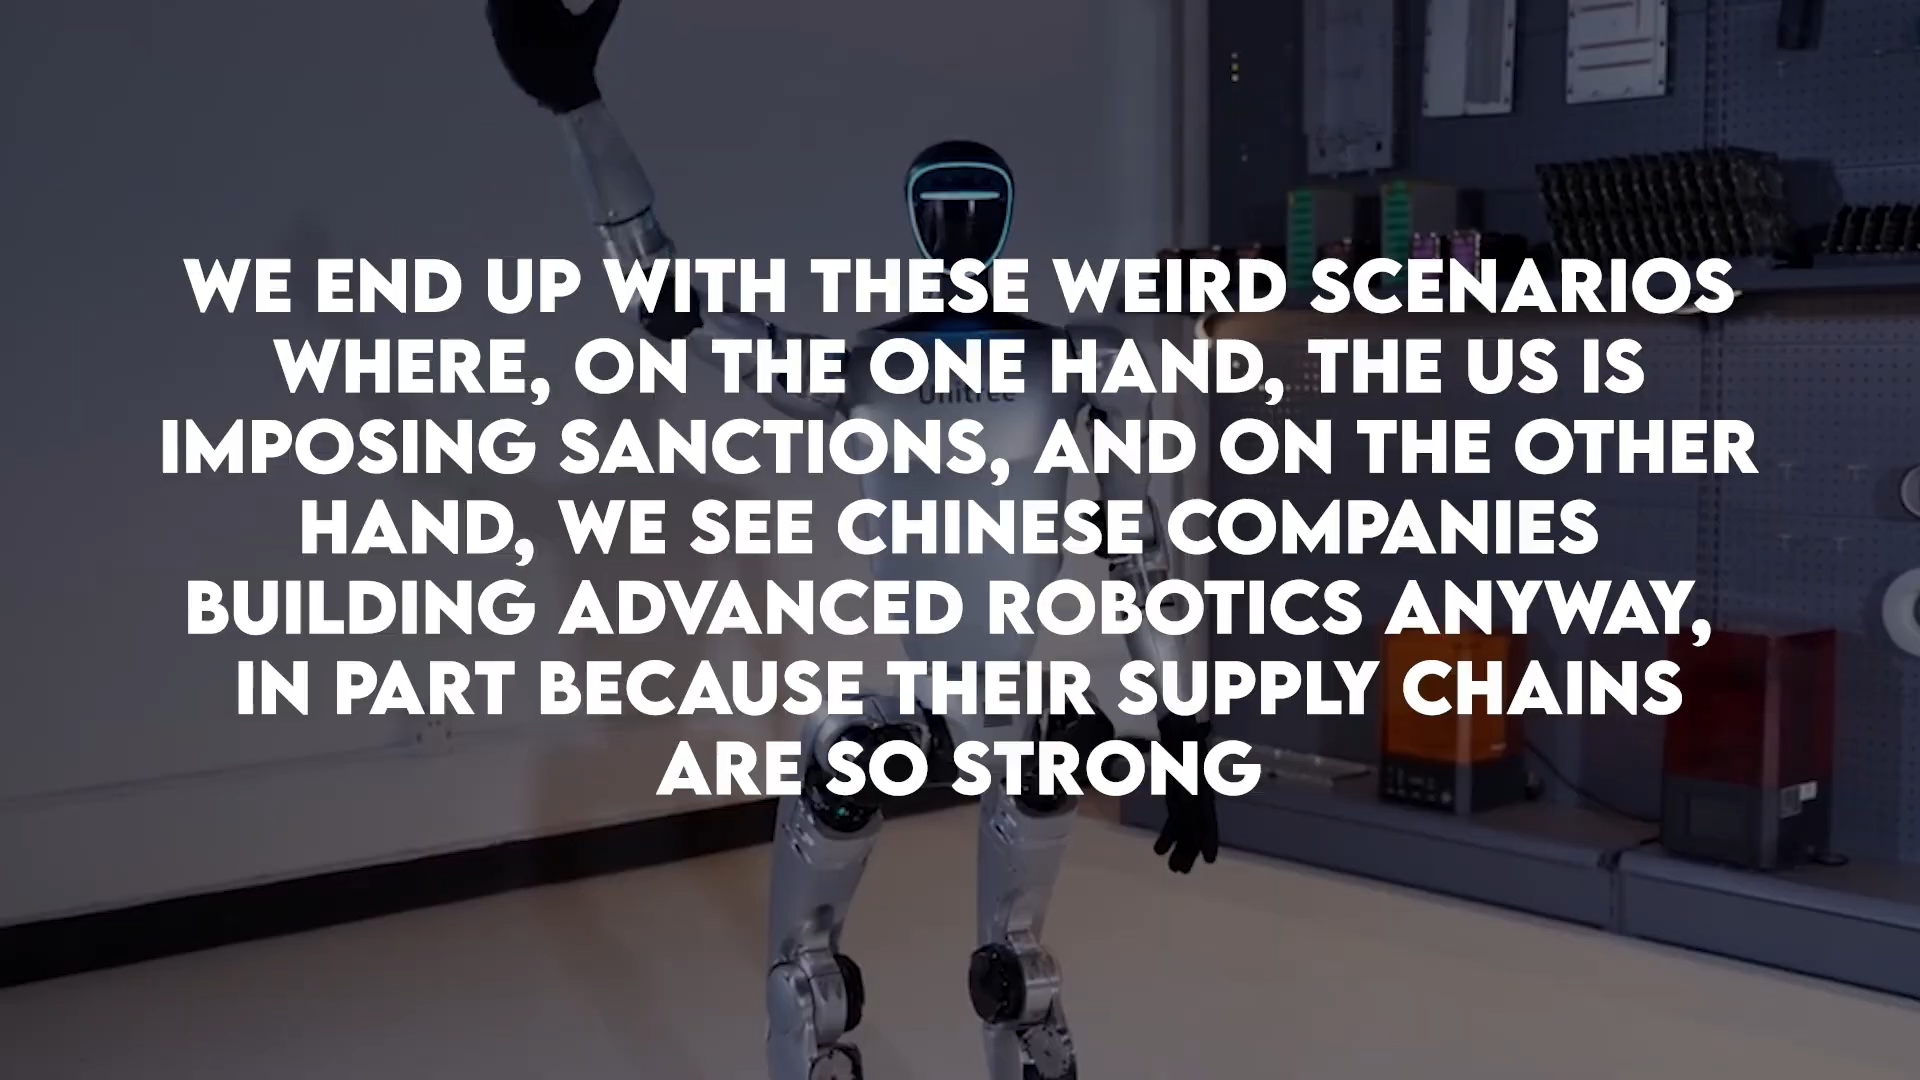 WE END UP WITH THESE WEIRD SCENARIOS
WHERE, ON THE ONE HAND, THE US IS
Unitree
IMPOSING SANCTIONS, AND ON THE OTHER
HAND, WE SEE CHINESE COMPANIES
BUILDING ADVANCED ROBOTICS ANYWAY,
IN PART BECAUSE THEIR SUPPLY CHAINS
ARE SO STRONG